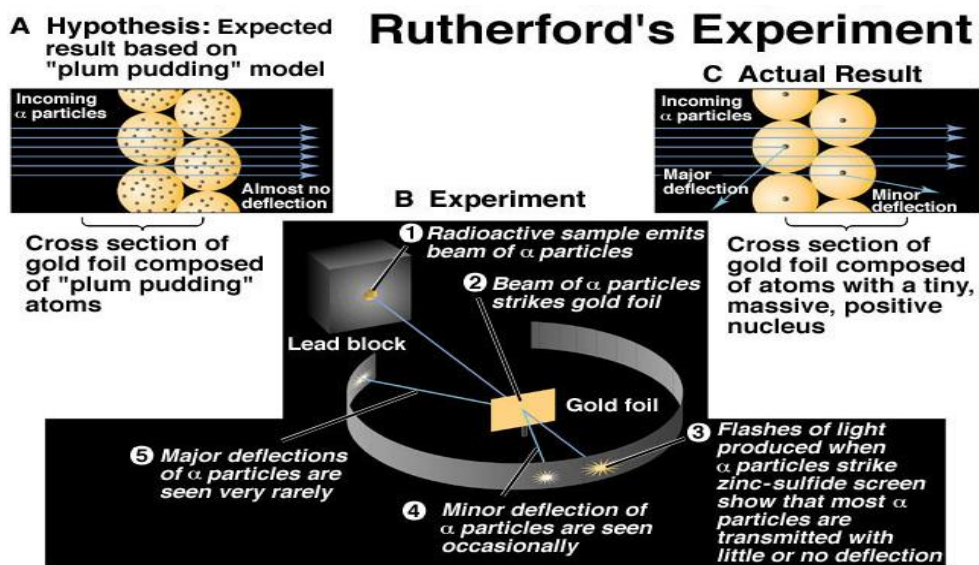 Rutherford's Experiment
A Hypothesis: Expected
result based on
"plum pudding" model
Incoming
α particles
Almost no
deflection
Cross section of
gold foil composed
of "plum pudding"
atoms
B Experiment
1 Radioactive sample emits
beam of α particles
2 Beam of α particles
strikes gold foil
Lead block
Gold foil
3 Flashes of light
produced when
α particles strike
zinc-sulfide screen
show that most α
particles are
transmitted with
little or no deflection
4 Minor deflection of
α particles are seen
occasionally
5 Major deflections
of α particles are
seen very rarely
C Actual Result
Incoming
α particles
Major
deflection
Minor
deflection
Cross section of
gold foil composed
of atoms with a tiny,
massive, positive
nucleus